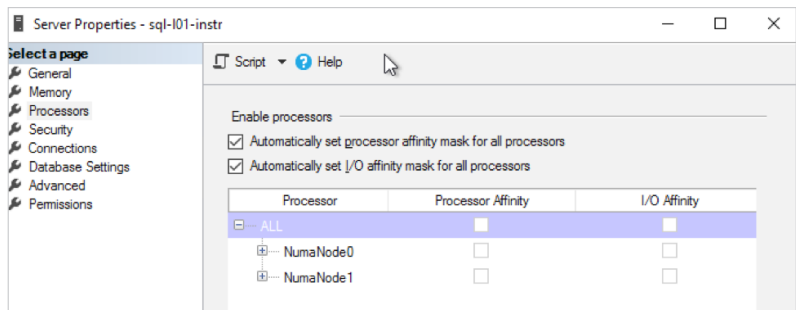 Server Properties - sql-l01-instr
Select a page
General
Memory
Processors
Security
Connections
Database Settings
Advanced
Permissions
Script Help
Enable processors
Automatically set processor affinity mask for all processors
Automatically set I/O affinity mask for all processors
Processor Processor Affinity I/O Affinity
ALL
NumaNode0
NumaNode1